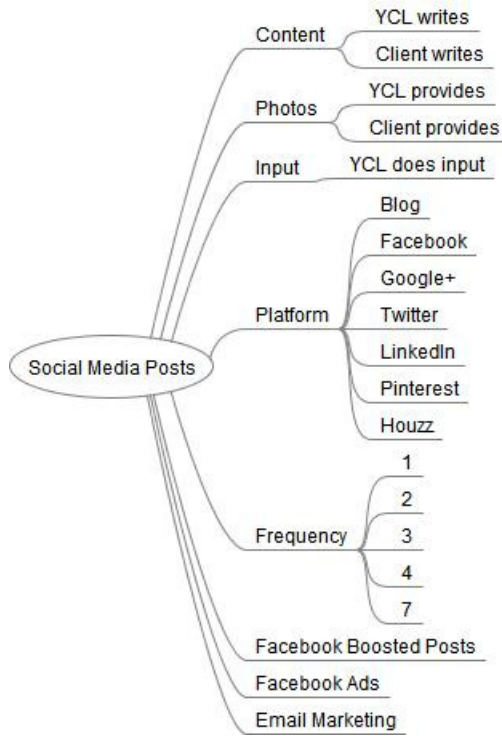 Social Media Posts
Content
YCL writes
Client writes
Photos
YCL provides
Client provides
Input
YCL does input
Platform
Blog
Facebook
Google+
Twitter
LinkedIn
Pinterest
Houzz
Frequency
1
2
3
4
7
Facebook Boosted Posts
Facebook Ads
Email Marketing